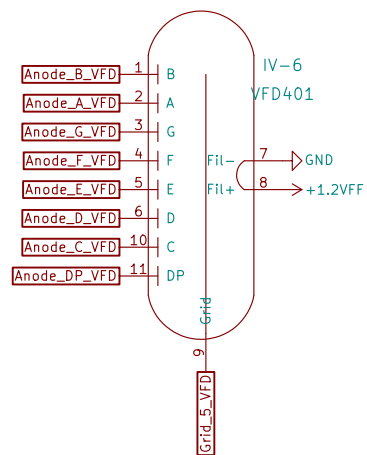 IV-6
VFD401
Anode_B_VFD 1 B
Anode_A_VFD 2 A
Anode_G_VFD 3 G
Anode_F_VFD 4 F Fil- 7 GND
Anode_E_VFD 5 E Fil+ 8 +1.2VFF
Anode_D_VFD 6 D
Anode_C_VFD 10 C
Anode_DP_VFD 11 DP
Grid
9
Grid_5_VFD